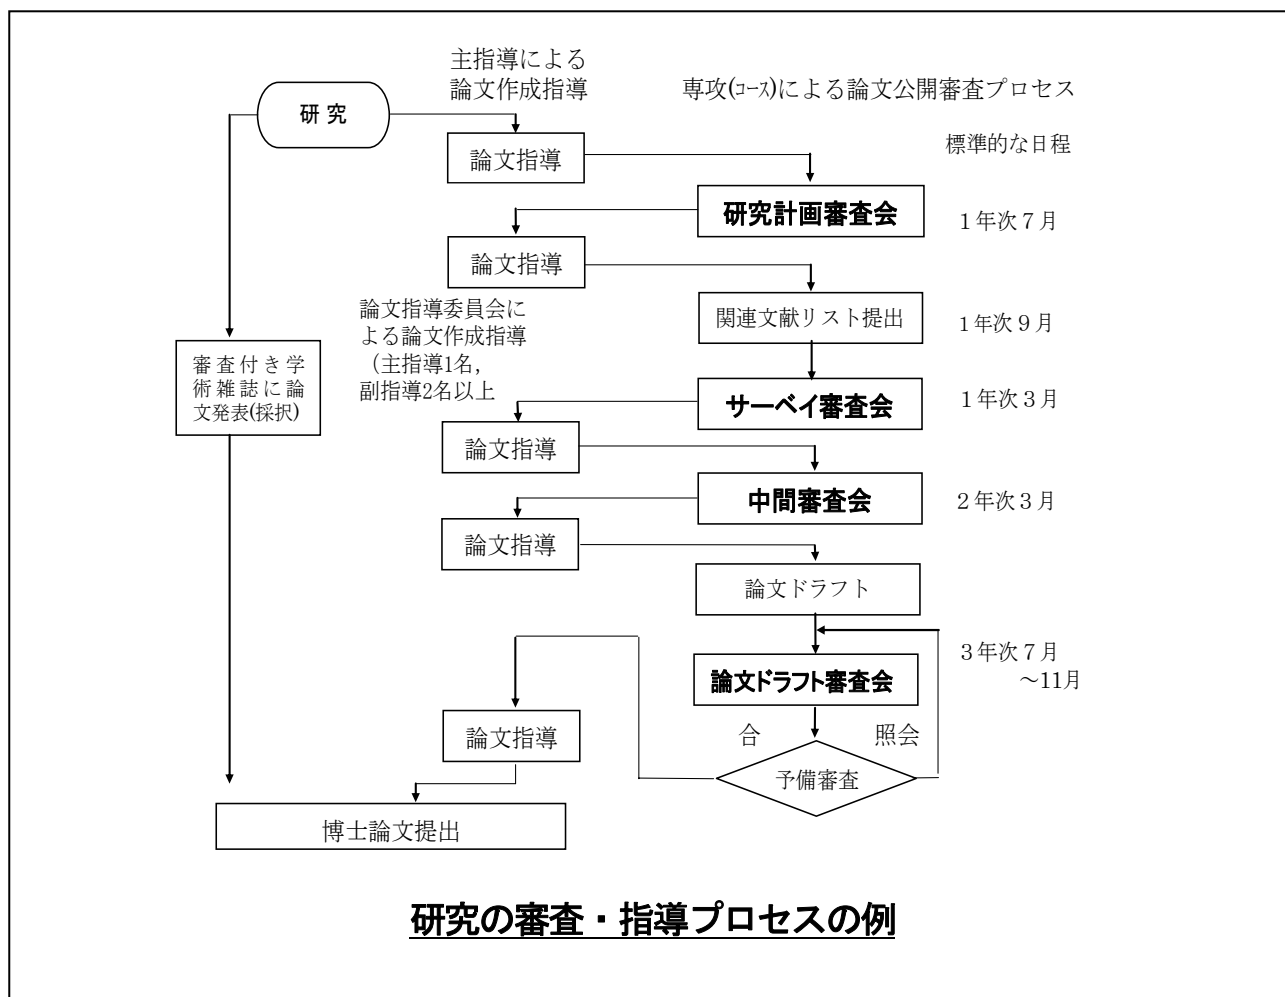 主指導による
論文作成指導
専攻(ｺｰｽ)による論文公開審査プロセス
研 究
標準的な日程
論文指導
研究計画審査会
１年次７月
論文指導
関連文献リスト提出
１年次９月
論文指導委員会に
よる論文作成指導
（主指導1名，
副指導2名以上
審査付き学
術雑誌に論
文発表(採択)
サーベイ審査会
１年次３月
論文指導
中間審査会
２年次３月
論文指導
論文ドラフト
３年次７月
～11月
論文ドラフト審査会
論文指導
合
照会
予備審査
博士論文提出
研究の審査・指導プロセスの例